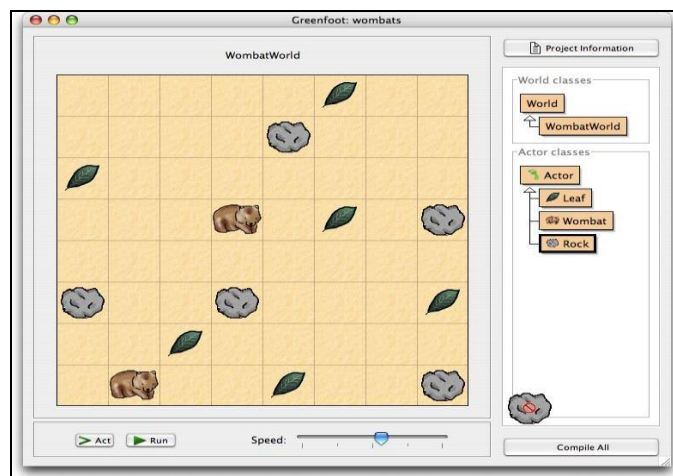 Greenfoot: wombats
WombatWorld
Project Information
World classes
World
WombatWorld
Actor classes
Actor
Leaf
Wombat
Rock
Act
Run
Speed:
Compile All